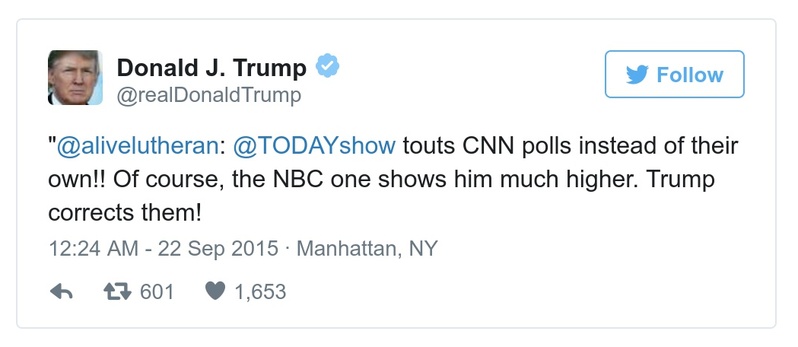 Donald J. Trump
@realDonaldTrump
Follow
"@alivelutheran: @TODAYshow touts CNN polls instead of their
own!! Of course, the NBC one shows him much higher. Trump
corrects them!
12:24 AM - 22 Sep 2015 · Manhattan, NY
601 1,653